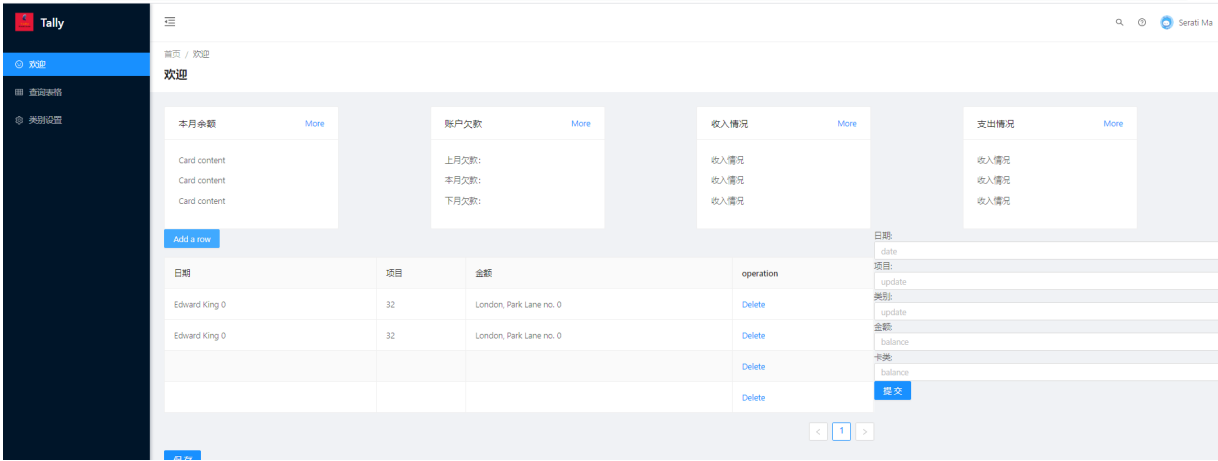 Tally
Serati Ma
首页 / 欢迎
欢迎
欢迎
查询表格
类别设置
本月余额 More
Card content
Card content
Card content
账户欠款 More
上月欠款:
本月欠款:
下月欠款:
收入情况 More
收入情况
收入情况
收入情况
支出情况 More
收入情况
收入情况
收入情况
Add a row
日期 项目 金额 operation
Edward King 0 32 London, Park Lane no. 0 Delete
Edward King 0 32 London, Park Lane no. 0 Delete
Delete
Delete
< 1 >
保存
日期:
date
项目:
update
类别:
update
金额:
balance
卡类:
balance
提交